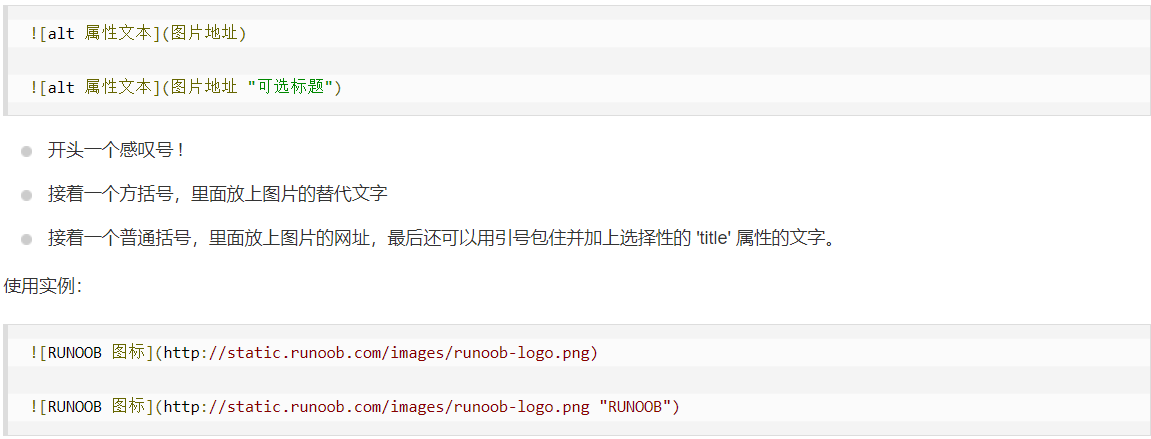 ![alt 属性文本](图片地址)
![alt 属性文本](图片地址 "可选标题")
开头一个感叹号 !
接着一个方括号，里面放上图片的替代文字
接着一个普通括号，里面放上图片的网址，最后还可以用引号包住并加上选择性的 'title' 属性的文字。
使用实例：
![RUNOOB 图标](http://static.runoob.com/images/runoob-logo.png)
![RUNOOB 图标](http://static.runoob.com/images/runoob-logo.png "RUNOOB")